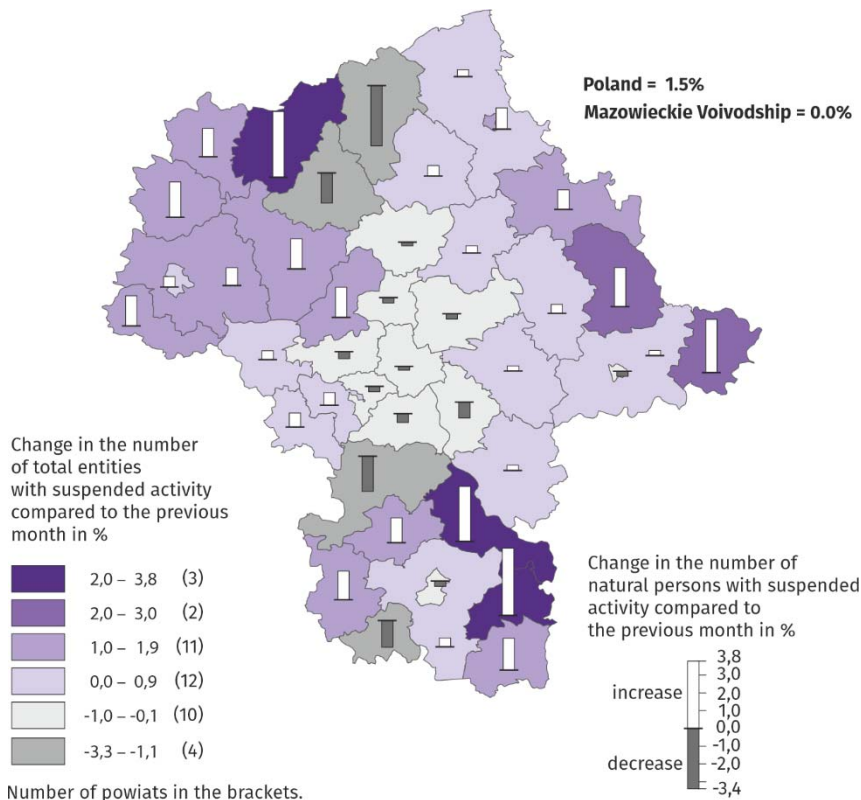 Poland = 1.5%
Mazowieckie Voivodship = 0.0%
Change in the number
of total entities
with suspended activity
compared to the previous
month in %
2,0 – 3,8 (3)
2,0 – 3,0 (2)
1,0 – 1,9 (11)
0,0 – 0,9 (12)
-1,0 – -0,1 (10)
-3,3 – -1,1 (4)
Number of powiats in the brackets.
Change in the number of
natural persons with suspended
activity compared to
the previous month in %
3,8
3,0
increase 2,0
1,0
0,0
-1,0
decrease -2,0
-3,4